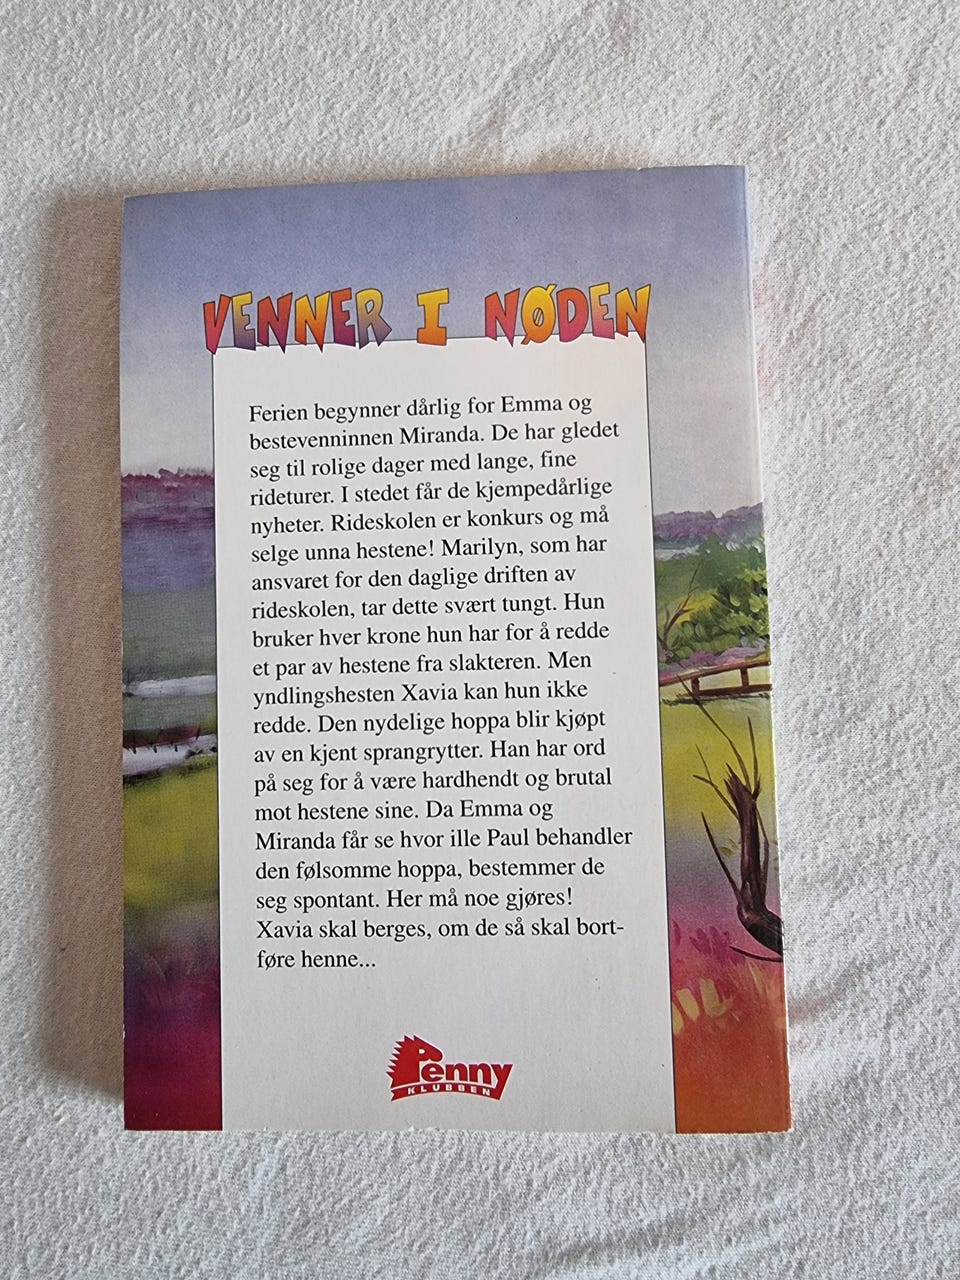 VENNER I NØDEN
Ferien begynner dårlig for Emma og
bestevenninnen Miranda. De har gledet
seg til rolige dager med lange, fine
rideturer. I stedet får de kjempedårlige
nyheter. Rideskolen er konkurs og må
selge unna hestene! Marilyn, som har
ansvaret for den daglige driften av
rideskolen, tar dette svært tungt. Hun
bruker hver krone hun har for å redde
et par av hestene fra slakteren. Men
yndlingshesten Xavia kan hun ikke
redde. Den nydelige hoppa blir kjøpt
av en kjent sprangrytter. Han har ord
på seg for å være hardhendt og brutal
mot hestene sine. Da Emma og
Miranda får se hvor ille Paul behandler
den følsomme hoppa, bestemmer de
seg spontant. Her må noe gjøres!
Xavia skal berges, om de så skal bort-
føre henne...
Penny
KLUBBEN